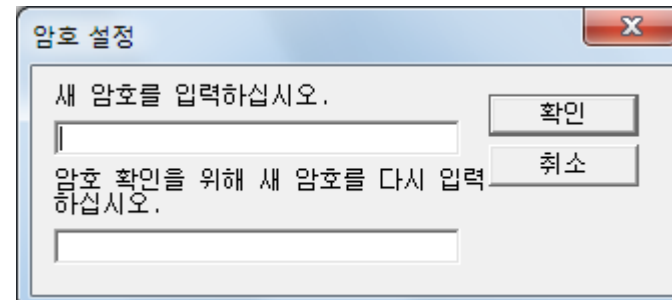 암호 설정
새 암호를 입력하십시오.
확인
취소
암호 확인을 위해 새 암호를 다시 입력
하십시오.